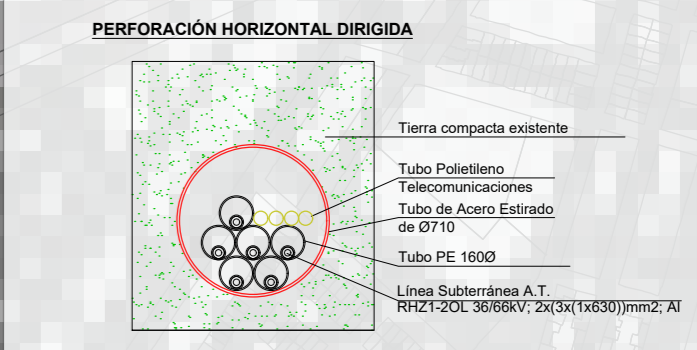 PERFORACIÓN HORIZONTAL DIRIGIDA
Tierra compacta existente
Tubo Polietileno
Telecomunicaciones
Tubo de Acero Estirado
de Ø710
Tubo PE 160Ø
Línea Subterránea A.T.
RHZ1-2OL 36/66kV; 2x(3x(1x630))mm2; Al